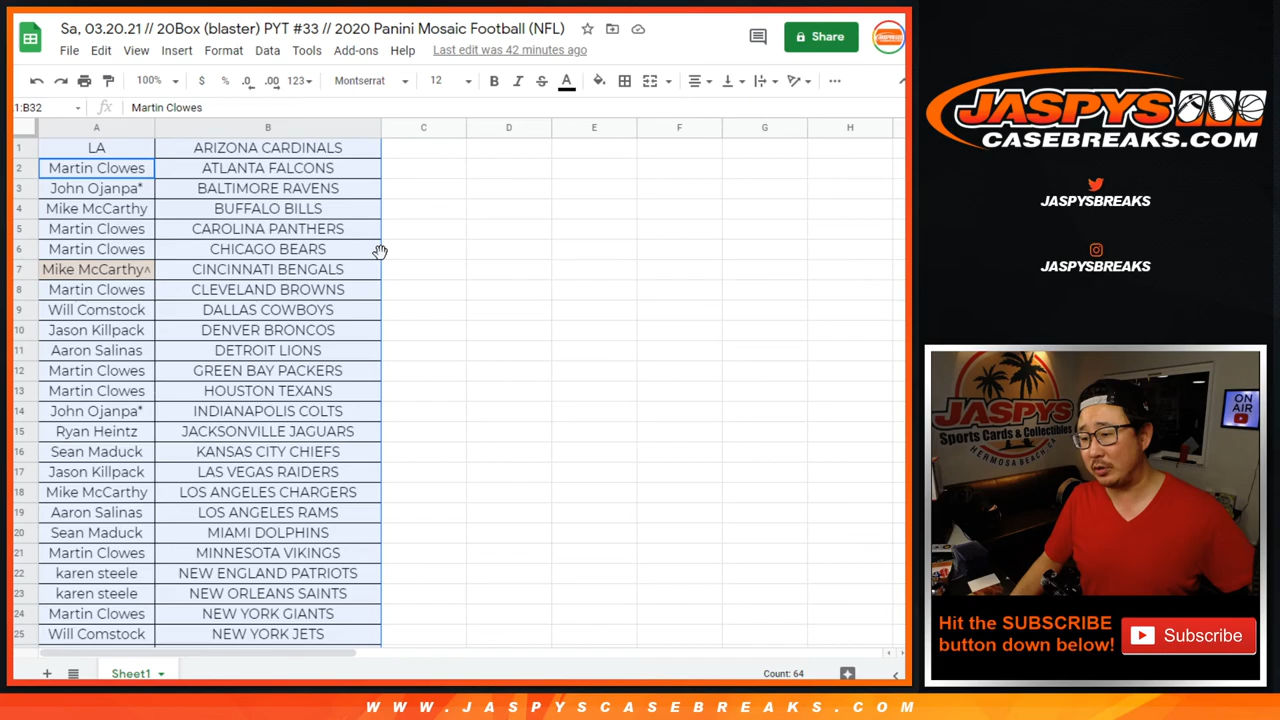 Sa, 03.20.21 // 20Box (blaster) PYT #33 // 2020 Panini Mosaic Football (NFL)
File Edit View Insert Format Data Tools Add-ons Help Last edit was 42 minutes ago
Share
100% $ % .0 .00 123 Montserrat 12 B I S A
1:B32 fx Martin Clowes
A B C D E F G H
1 LA ARIZONA CARDINALS
2 Martin Clowes ATLANTA FALCONS
3 John Ojanpa* BALTIMORE RAVENS
4 Mike McCarthy BUFFALO BILLS
5 Martin Clowes CAROLINA PANTHERS
6 Martin Clowes CHICAGO BEARS
7 Mike McCarthy^ CINCINNATI BENGALS
8 Martin Clowes CLEVELAND BROWNS
9 Will Comstock DALLAS COWBOYS
10 Jason Killpack DENVER BRONCOS
11 Aaron Salinas DETROIT LIONS
12 Martin Clowes GREEN BAY PACKERS
13 Martin Clowes HOUSTON TEXANS
14 John Ojanpa* INDIANAPOLIS COLTS
15 Ryan Heintz JACKSONVILLE JAGUARS
16 Sean Maduck KANSAS CITY CHIEFS
17 Jason Killpack LAS VEGAS RAIDERS
18 Mike McCarthy LOS ANGELES CHARGERS
19 Aaron Salinas LOS ANGELES RAMS
20 Sean Maduck MIAMI DOLPHINS
21 Martin Clowes MINNESOTA VIKINGS
22 karen steele NEW ENGLAND PATRIOTS
23 karen steele NEW ORLEANS SAINTS
24 Martin Clowes NEW YORK GIANTS
25 Will Comstock NEW YORK JETS
Sheet1 Count: 64
JASPYS
CASEBREAKS.COM
JASPYSBREAKS
JASPYSBREAKS
JASPYS
Sports Cards & Collectibles
HERMOSA BEACH, CA
ON
AIR
Hit the SUBSCRIBE
button down below!
Subscribe
WWW.JASPYSCASEBREAKS.COM